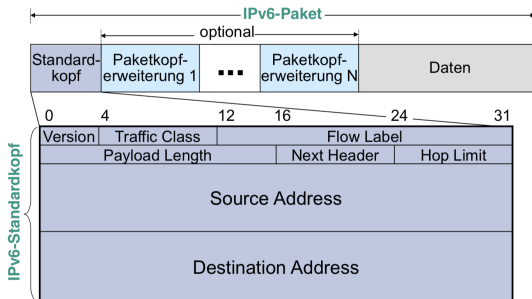 IPv6-Paket
optional
Standard-
kopf
Paketkopf-
erweiterung 1
...
Paketkopf-
erweiterung N
Daten
0 4 12 16 24 31
Version Traffic Class Flow Label
Payload Length Next Header Hop Limit
Source Address
Destination Address
IPv6-Standardkopf